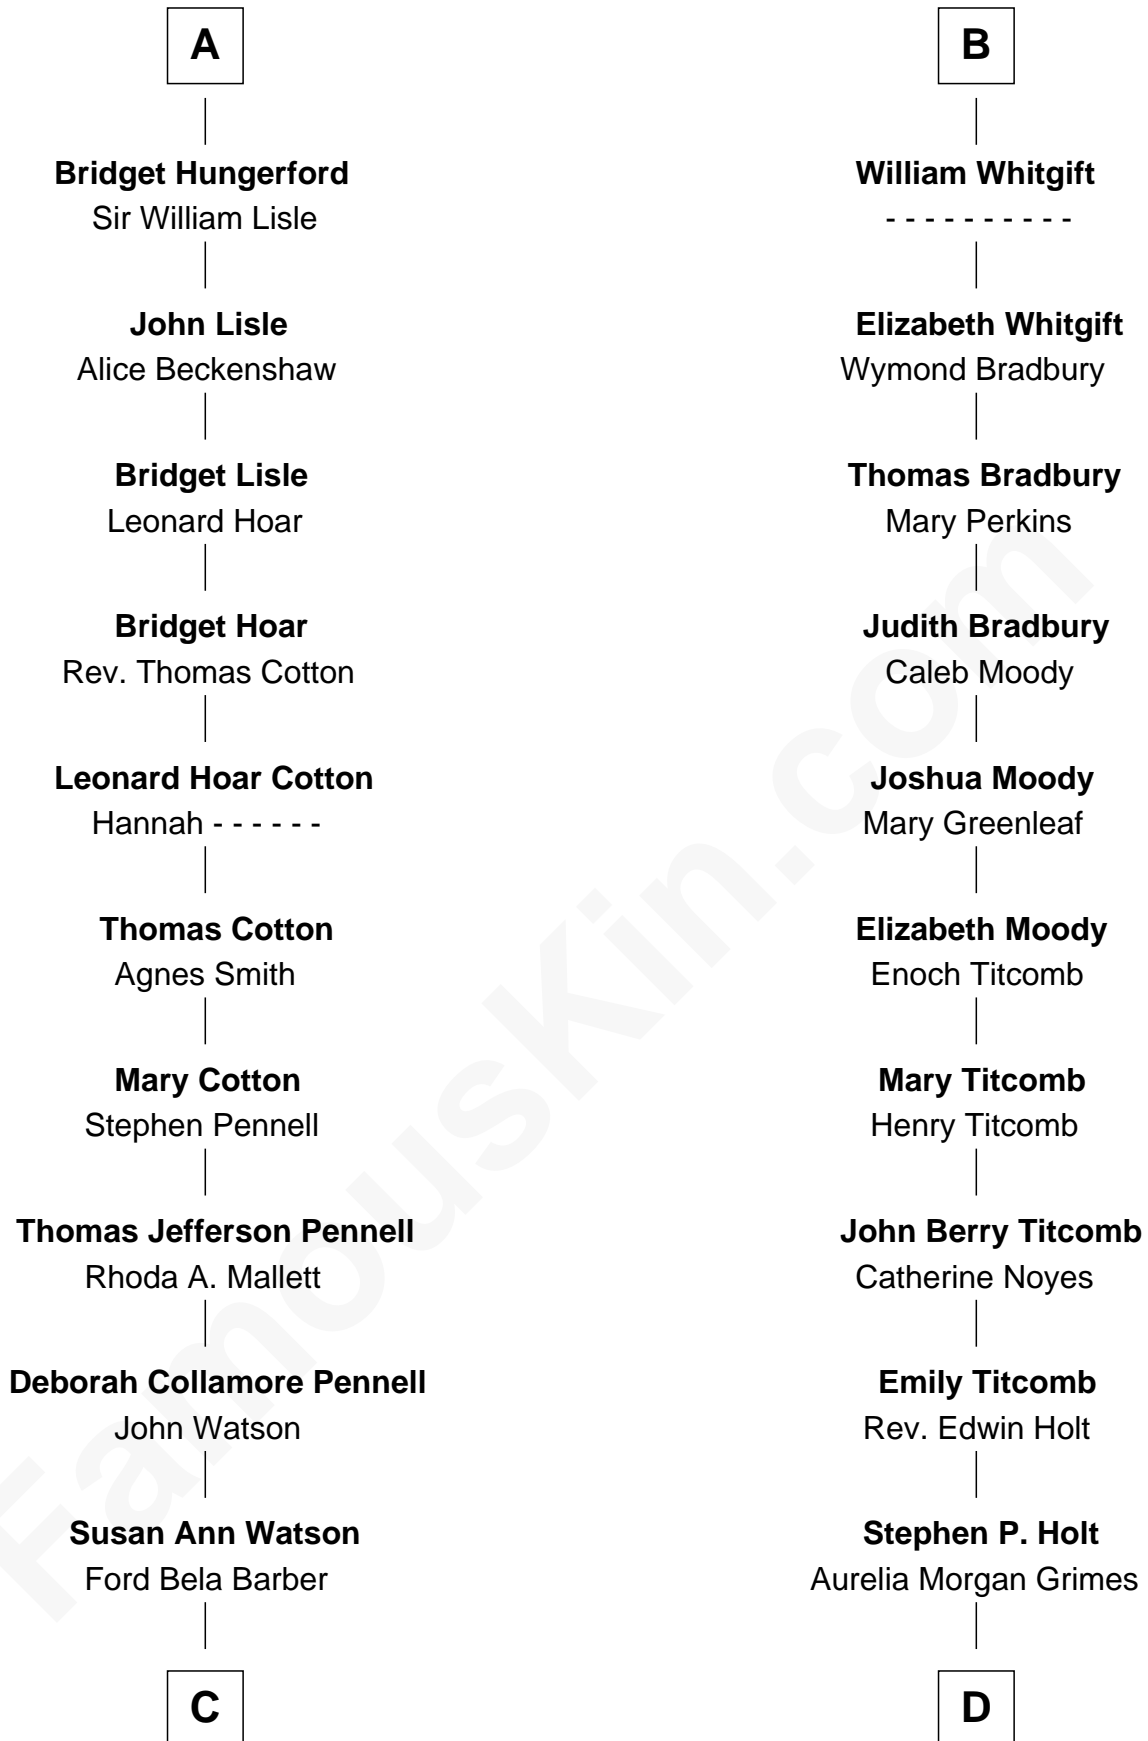 A
Bridget Hungerford
Sir William Lisle
John Lisle
Alice Beckenshaw
Bridget Lisle
Leonard Hoar
Bridget Hoar
Rev. Thomas Cotton
Leonard Hoar Cotton
Hannah - - - - - -
Thomas Cotton
Agnes Smith
Mary Cotton
Stephen Pennell
Thomas Jefferson Pennell
Rhoda A. Mallett
Deborah Collamore Pennell
John Watson
Susan Ann Watson
Ford Bela Barber
C
B
William Whitgift
- - - - - - - - - -
Elizabeth Whitgift
Wymond Bradbury
Thomas Bradbury
Mary Perkins
Judith Bradbury
Caleb Moody
Joshua Moody
Mary Greenleaf
Elizabeth Moody
Enoch Titcomb
Mary Titcomb
Henry Titcomb
John Berry Titcomb
Catherine Noyes
Emily Titcomb
Rev. Edwin Holt
Stephen P. Holt
Aurelia Morgan Grimes
D
FamousKin.com